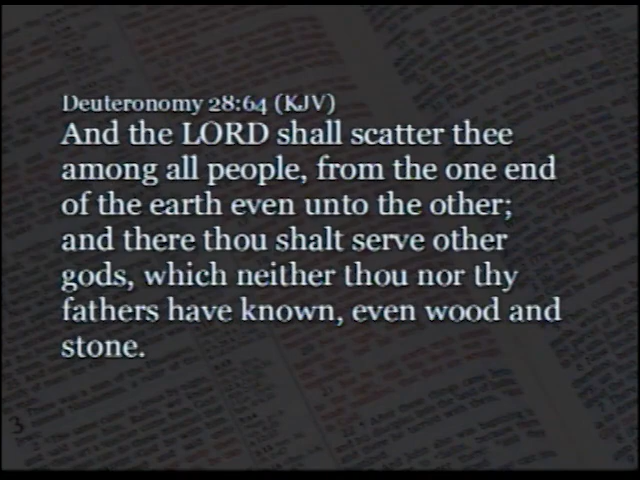 Deuteronomy 28:64 (KJV)
And the LORD shall scatter thee
among all people, from the one end
of the earth even unto the other;
and there thou shalt serve other
gods, which neither thou nor thy
fathers have known, even wood and
stone.
3